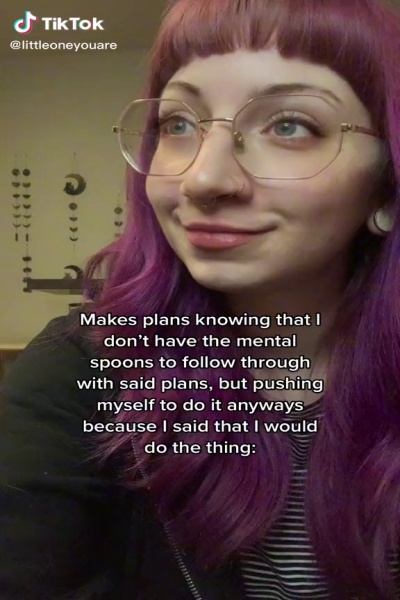 TikTok
@littleoneyouare
Makes plans knowing that I
don't have the mental
spoons to follow through
with said plans, but pushing
myself to do it anyways
because I said that I would
do the thing: